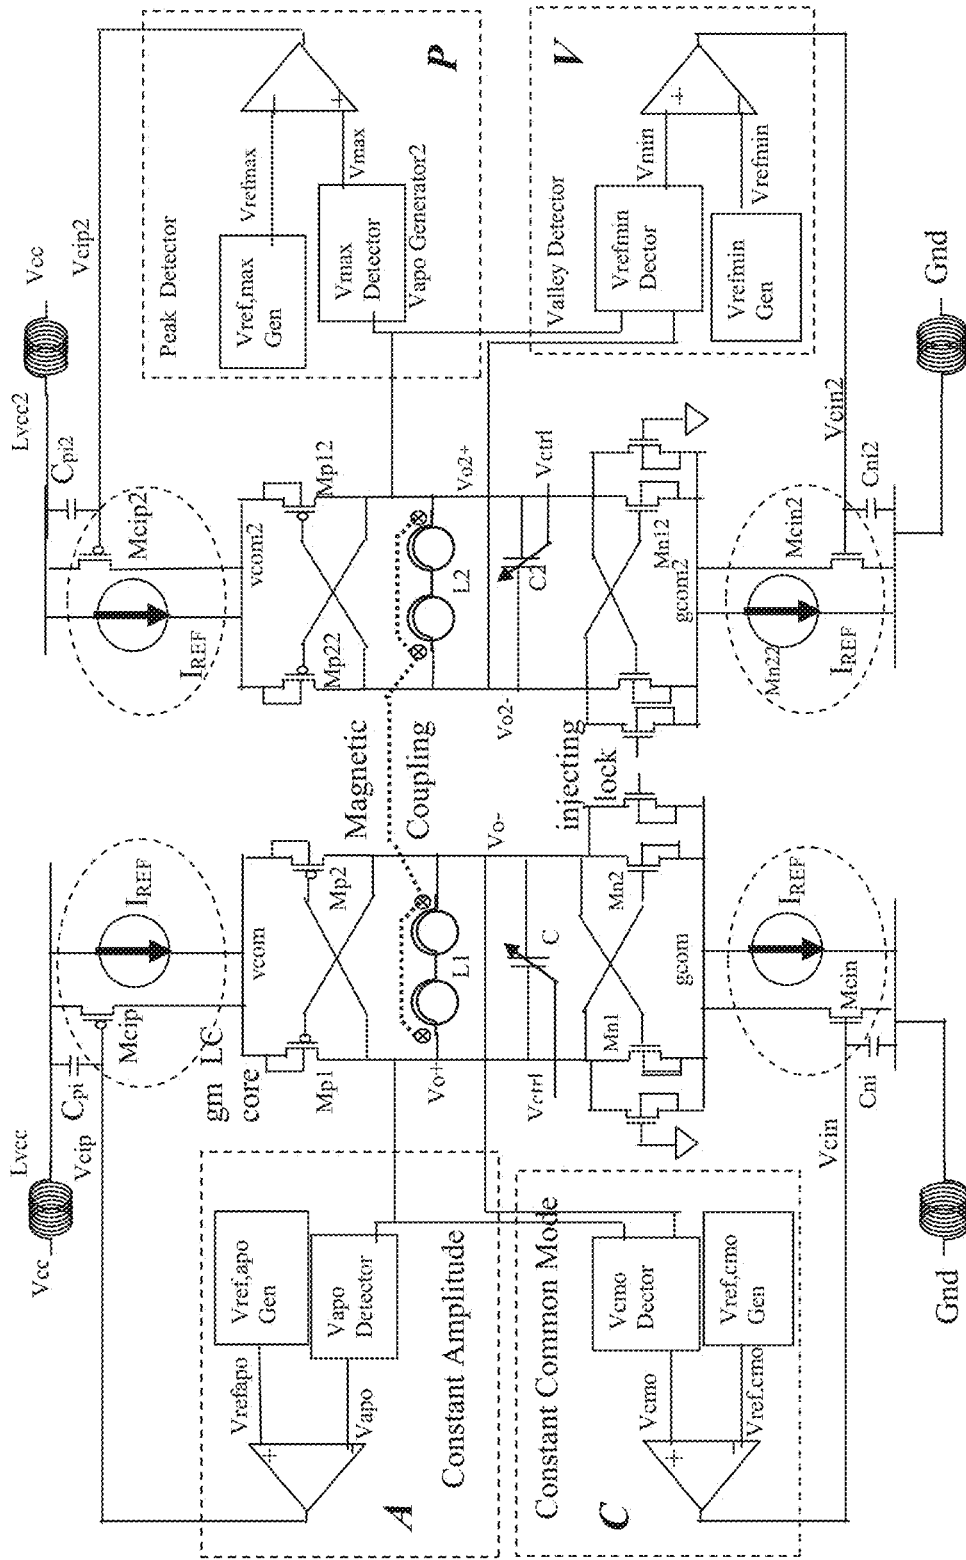 Vcc
Lvcc
Vcip
Cpi
Mcip
IREF
Lvcc2
Vcc
Cpi2
Mcip2
IREF
Vcip2
A
Vrefapo
Vref,apo
Gen
Vapo
Vapo
Detector
Constant Amplitude
gm LC
core
vcom
Mp1
Mp2
Magnetic
Coupling
vcom2
Mp22
Mp12
Peak Detector
Vref,max
Gen
Vrefmax
Vmax
Detector
Vmax
Vapo Generator2
P
Vo+
L1
Vo-
Vo2-
L2
Vo2+
Constant Common Mode
C
Vcmo
Vcmo
Dector
Vref,cmo
Vref,cmo
Gen
Vctrl
C
injecting
lock
C2
Vctrl
Valley Detector
Vrefmin
Dector
Vmin
Vrefmin
Gen
Vrefmin
V
Mn1
Mn2
gcom
Mn12
gcom2
Vcin
Cni
Mcin
IREF
Mn22
IREF
Mcin2
Cni2
Vcin2
Gnd
Gnd